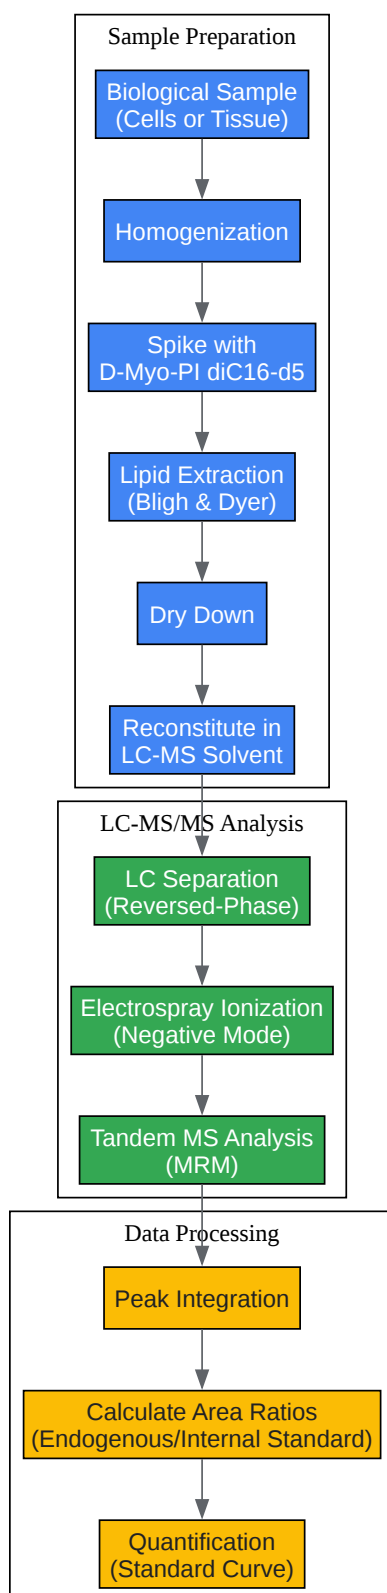 Sample Preparation
Biological Sample
(Cells or Tissue)
Homogenization
Spike with
D-Myo-PI diC16-d5
Lipid Extraction
(Bligh & Dyer)
Dry Down
Reconstitute in
LC-MS Solvent
LC-MS/MS Analysis
LC Separation
(Reversed-Phase)
Electrospray Ionization
(Negative Mode)
Tandem MS Analysis
(MRM)
Data Processing
Peak Integration
Calculate Area Ratios
(Endogenous/Internal Standard)
Quantification
(Standard Curve)